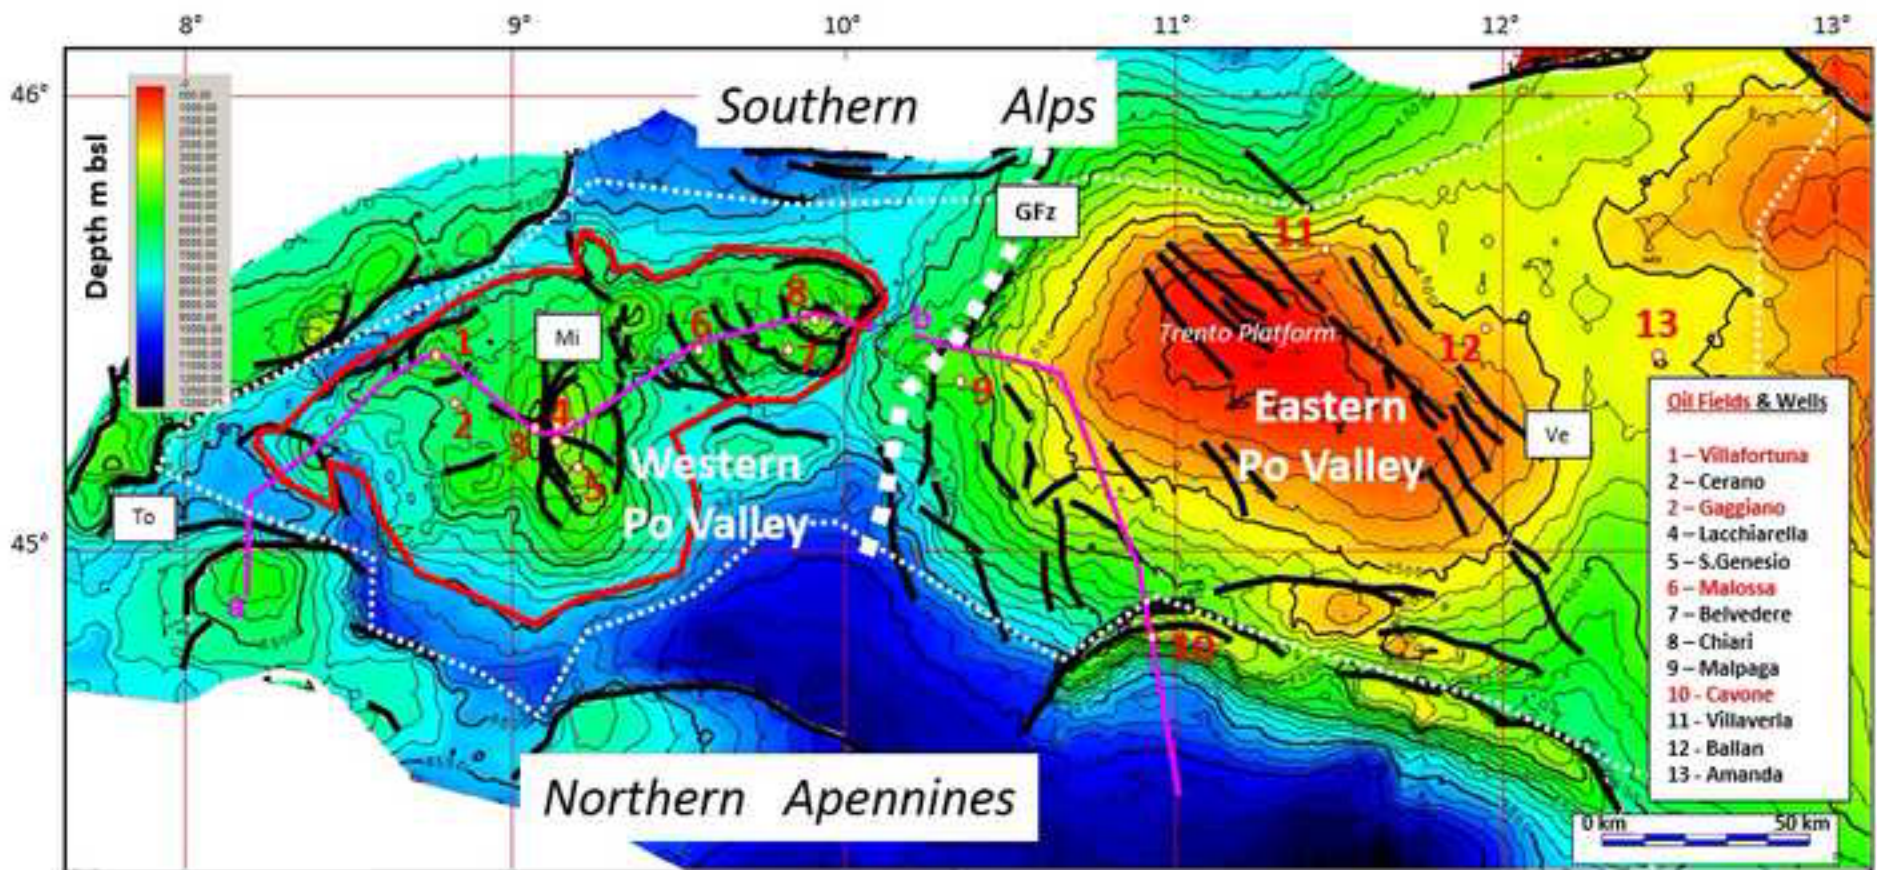 8° 9° 10° 11° 12° 13°
46°
45°
Depth m bsl
Southern Alps
GFz
Mi
To
Ve
Trento Platform
Western
Po Valley
Eastern
Po Valley
Northern Apennines
1
2
3
4
5
6
7
8
9
10
11
12
13
a
b
Oil Fields & Wells
1 – Villafortuna
2 – Cerano
2 – Gaggiano
4 – Lacchiarella
5 – S.Genesio
6 – Malossa
7 – Belvedere
8 – Chiari
9 – Malpaga
10 - Cavone
11 - Villaverla
12 - Ballan
13 - Amanda
0 km 50 km